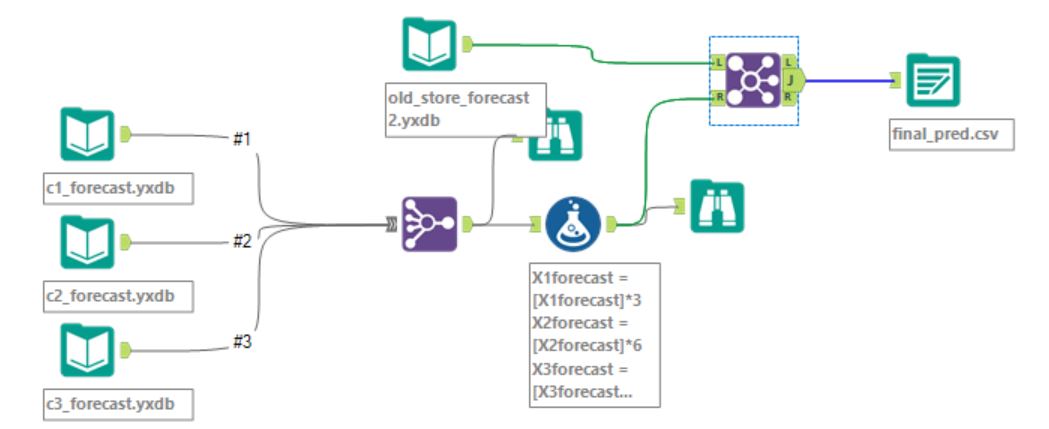 old_store_forecast
2.yxdb
L
R
L
J
R
final_pred.csv
#1
c1_forecast.yxdb
#2
c2_forecast.yxdb
#3
c3_forecast.yxdb
X1forecast =
[X1forecast]*3
X2forecast =
[X2forecast]*6
X3forecast =
[X3forecast...